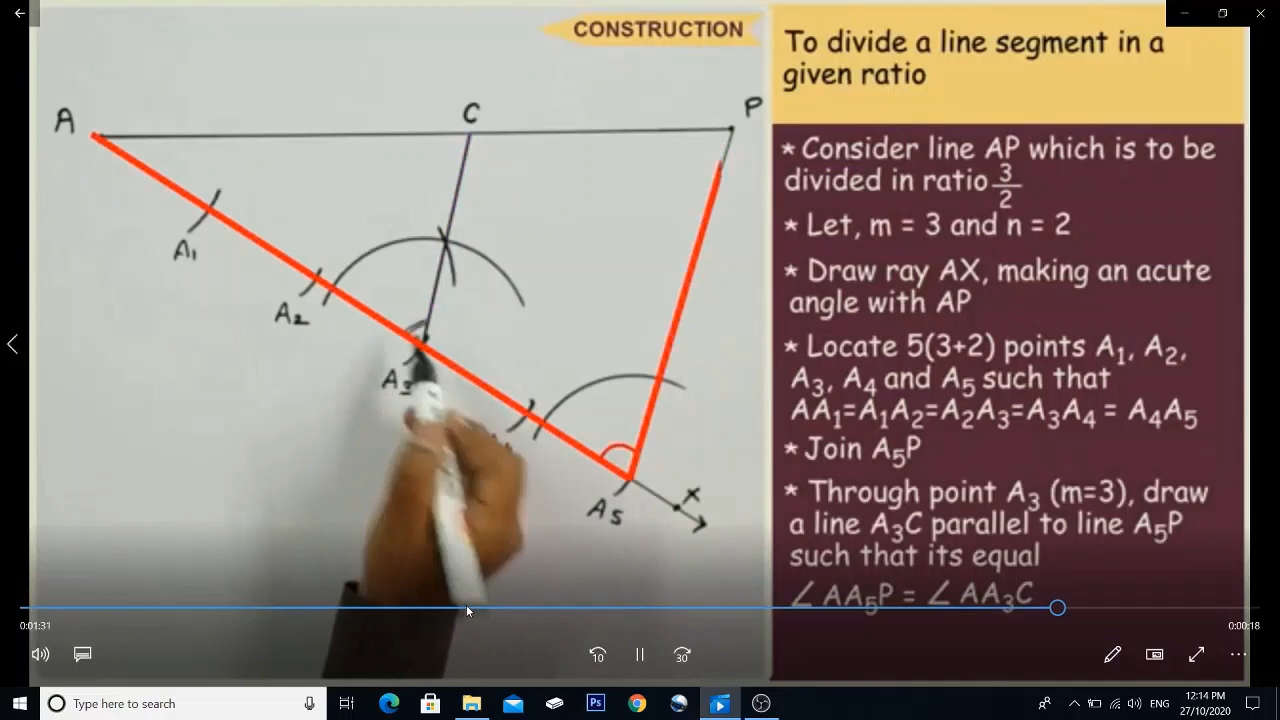 CONSTRUCTION
To divide a line segment in a
given ratio
A
C
P
A₁
A₂
A₃
A₅
X
* Consider line AP which is to be
divided in ratio 3/2
* Let, m = 3 and n = 2
* Draw ray AX, making an acute
angle with AP
* Locate 5(3+2) points A₁, A₂,
A₃, A₄ and A₅ such that
AA₁=A₁A₂=A₂A₃=A₃A₄ = A₄A₅
* Join A₅P
* Through point A₃ (m=3), draw
a line A₃C parallel to line A₅P
such that its equal
∠ AA₅P = ∠ AA₃C
0:01:31
0:00:18
10
30
Type here to search
Ps
12:14 PM
27/10/2020